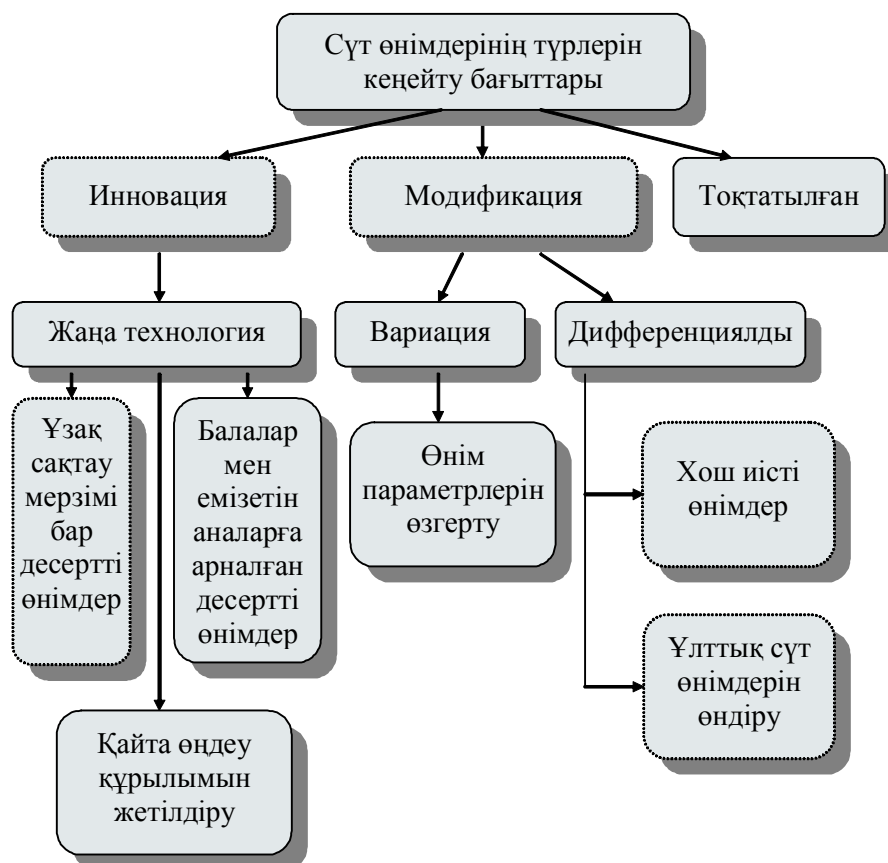 Сүт өнімдерінің түрлерін
кеңейту бағыттары
Инновация
Модификация
Тоқтатылған
Жаңа технология
Вариация
Дифференциялды
Ұзақ
сақтау
мерзімі
бар
десертті
өнімдер
Балалар
мен
емізетін
аналарға
арналған
десертті
өнімдер
Өнім
параметрлерін
өзгерту
Хош иісті
өнімдер
Ұлттық сүт
өнімдерін
өндіру
Қайта өңдеу
құрылымын
жетілдіру